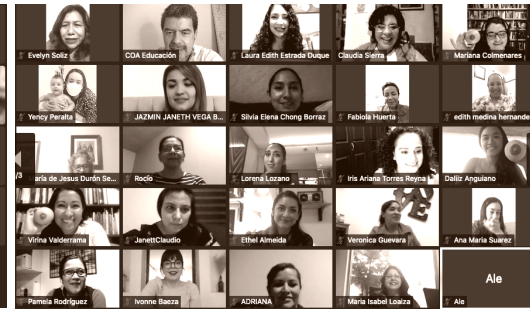 Evelyn Soliz
COA Educación
Laura Edith Estrada Duque
Claudia Sierra
Mariana Colmenares
Yency Peralta
JAZMIN JANETH VEGA B...
Silvia Elena Chong Borraz
Fabiola Huerta
edith medina hernande
/3
aría de Jesus Durón Se...
Rocío
Lorena Lozano
Iris Ariana Torres Reyna
Daliiz Anguiano
Virina Valderrama
JanettClaudio
Ethel Almeida
Veronica Guevara
Ana Maria Suarez
Pamela Rodríguez
Ivonne Baeza
ADRIANA
Maria Isabel Loaiza
Ale
Ale